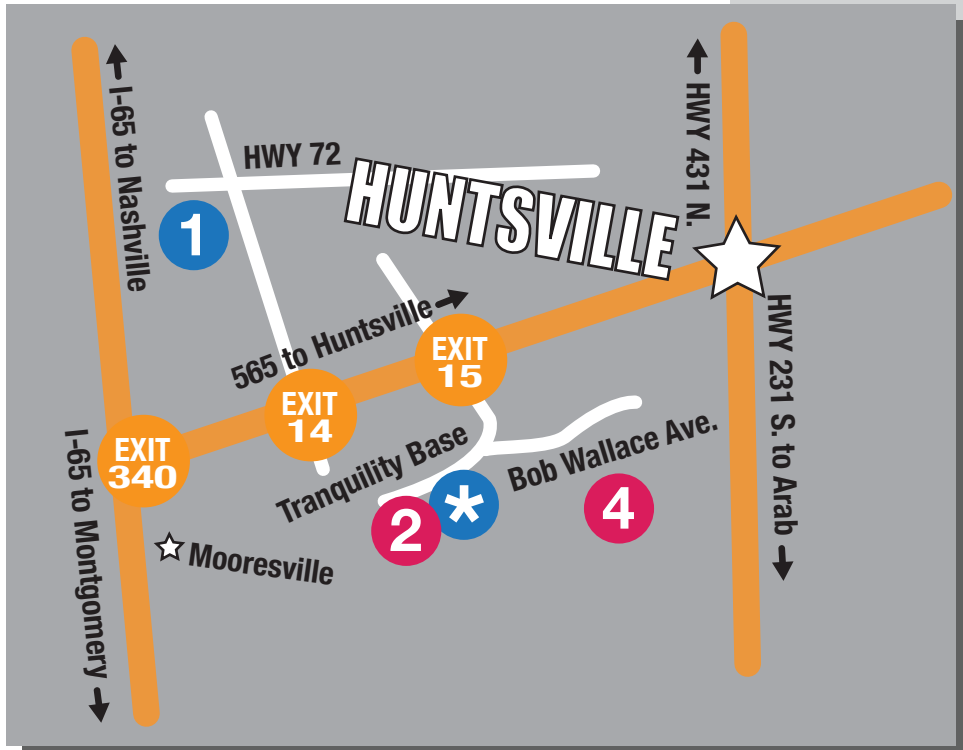 I-65 to Nashville
HWY 72
HWY 431 N.
HUNTSVILLE
1
565 to Huntsville
EXIT
15
EXIT
14
EXIT
340
HWY 231 S. to Arab
I-65 to Montgomery
Tranquility Base
Bob Wallace Ave.
2
*
4
Mooresville